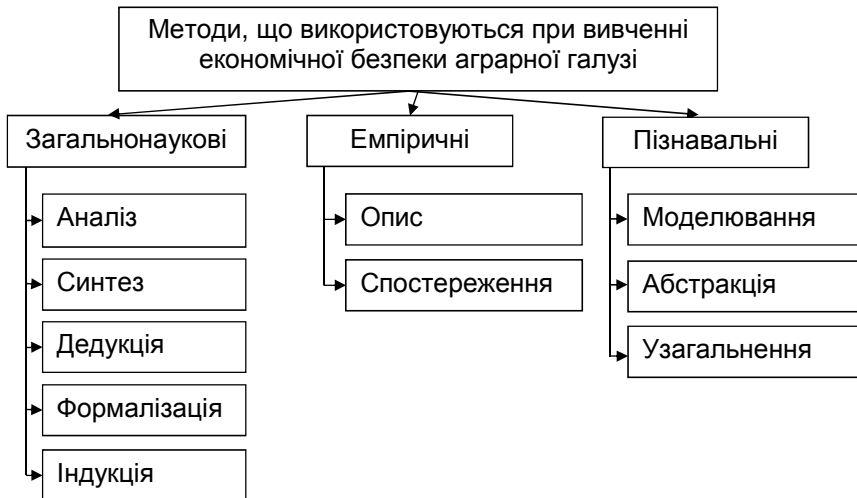 Методи, що використовуються при вивченні
економічної безпеки аграрної галузі
Загальнонаукові
Емпіричні
Пізнавальні
Аналіз
Синтез
Дедукція
Формалізація
Індукція
Опис
Спостереження
Моделювання
Абстракція
Узагальнення